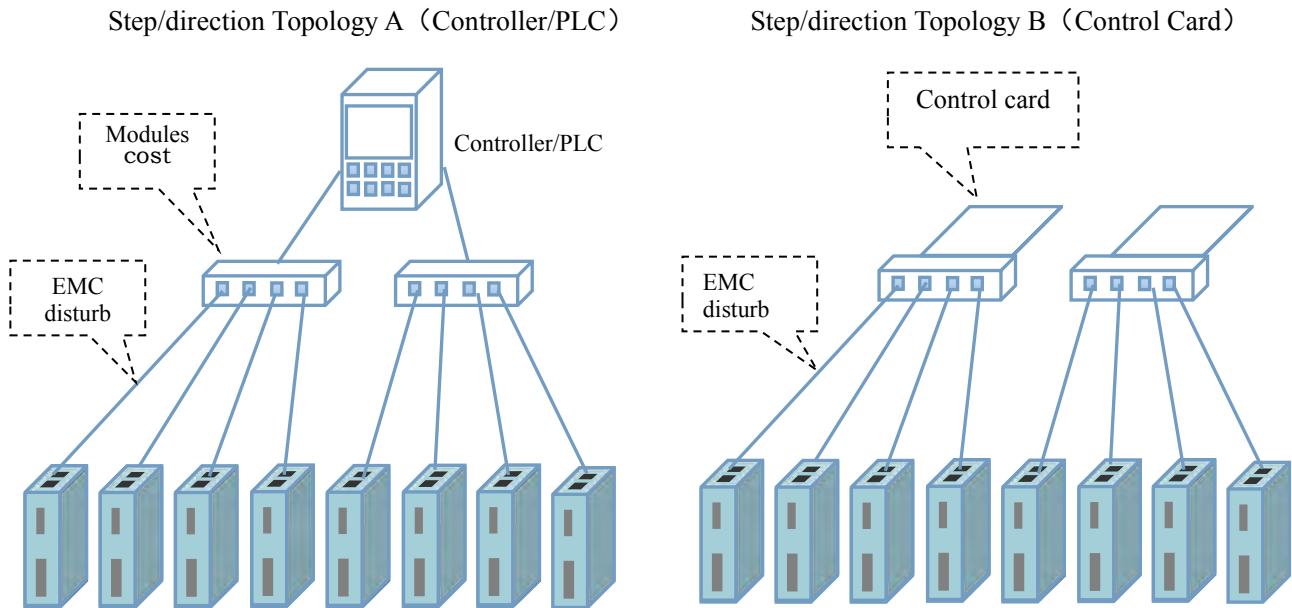 Step/direction Topology A（Controller/PLC）
Step/direction Topology B（Control Card）
Modules
cost
Controller/PLC
Control card
EMC
disturb
EMC
disturb